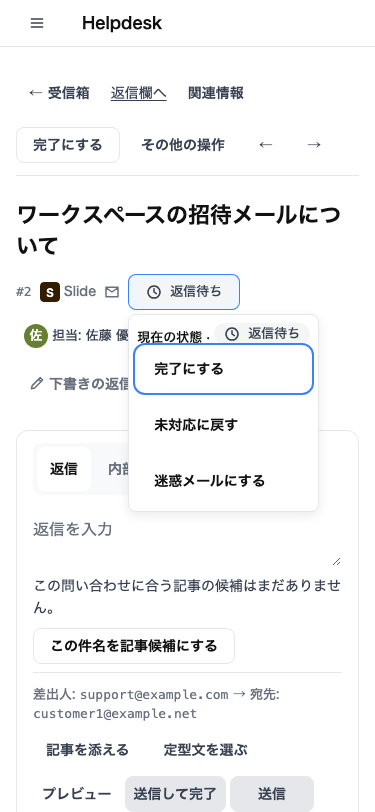 Helpdesk
← 受信箱 返信欄へ 関連情報
完了にする その他の操作 ← →
ワークスペースの招待メールにつ
いて
#2 S Slide 返信待ち
佐 担当: 佐藤 優
現在の状態 · 返信待ち
完了にする
未対応に戻す
迷惑メールにする
下書きの返信
返信 内部
返信を入力
この問い合わせに合う記事の候補はまだありませ
ん。
この件名を記事候補にする
差出人: support@example.com → 宛先:
customer1@example.net
記事を添える 定型文を選ぶ
プレビュー 送信して完了 送信